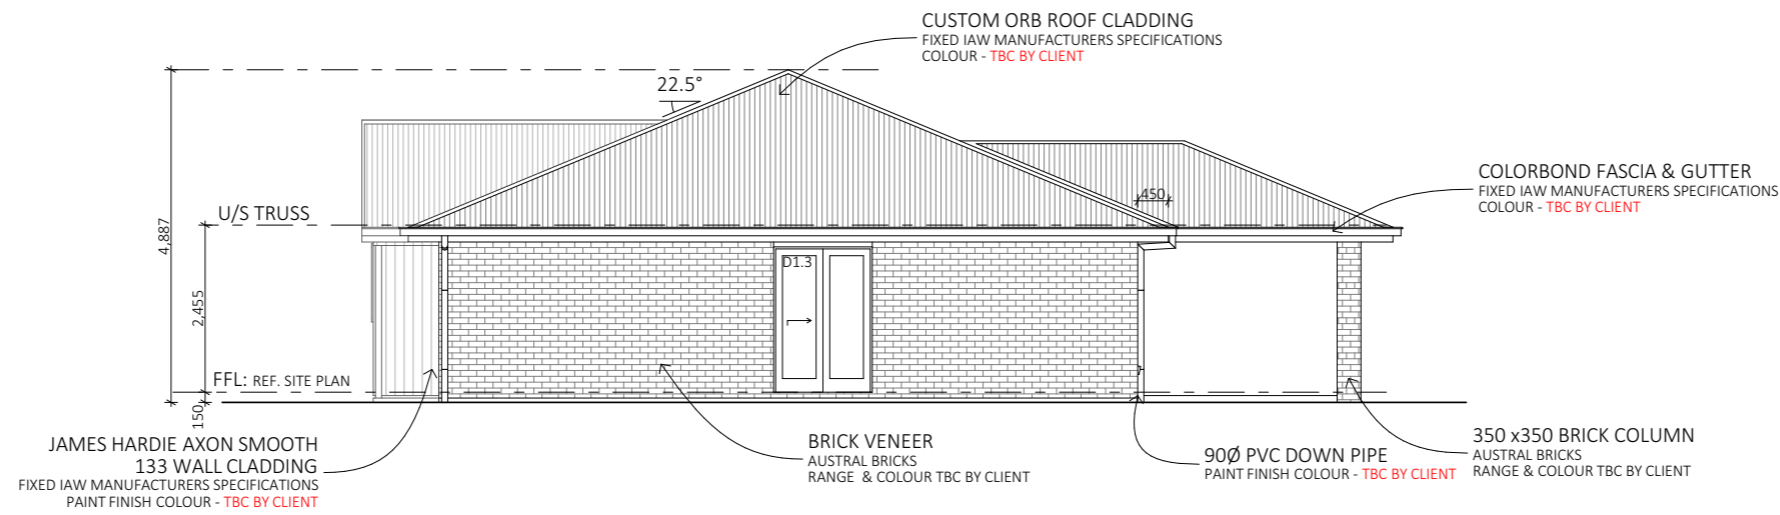 CUSTOM ORB ROOF CLADDING
FIXED IAW MANUFACTURERS SPECIFICATIONS
COLOUR - TBC BY CLIENT
22.5°
COLORBOND FASCIA & GUTTER
FIXED IAW MANUFACTURERS SPECIFICATIONS
COLOUR - TBC BY CLIENT
450
U/S TRUSS
4,887
D1.3
2,455
FFL: REF. SITE PLAN
150
JAMES HARDIE AXON SMOOTH
133 WALL CLADDING
FIXED IAW MANUFACTURERS SPECIFICATIONS
PAINT FINISH COLOUR - TBC BY CLIENT
BRICK VENEER
AUSTRAL BRICKS
RANGE & COLOUR TBC BY CLIENT
90Ø PVC DOWN PIPE
PAINT FINISH COLOUR - TBC BY CLIENT
350 x350 BRICK COLUMN
AUSTRAL BRICKS
RANGE & COLOUR TBC BY CLIENT